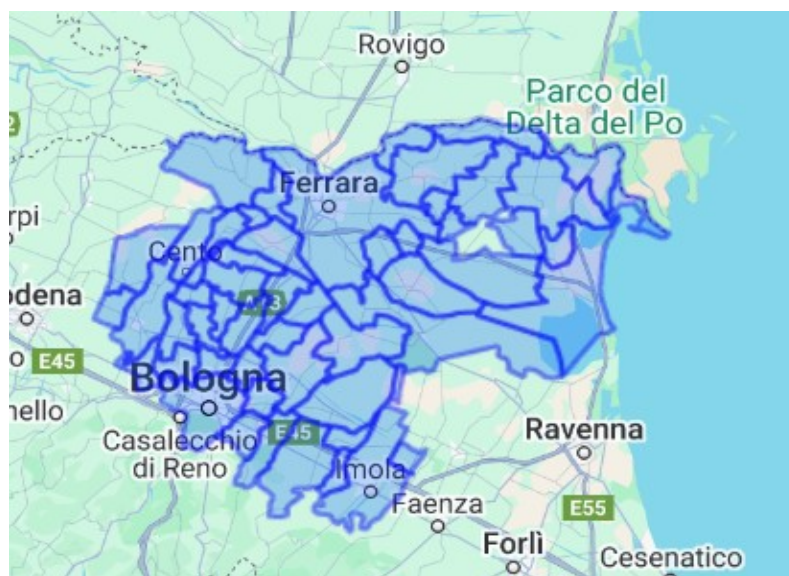 Rovigo
Parco del
Delta del Po
Ferrara
rpi
Cento
odena
A13
E45
Bologna
nello
Casalecchio
di Reno
E45
Imola
Ravenna
Faenza
E55
Forlì
Cesenatico